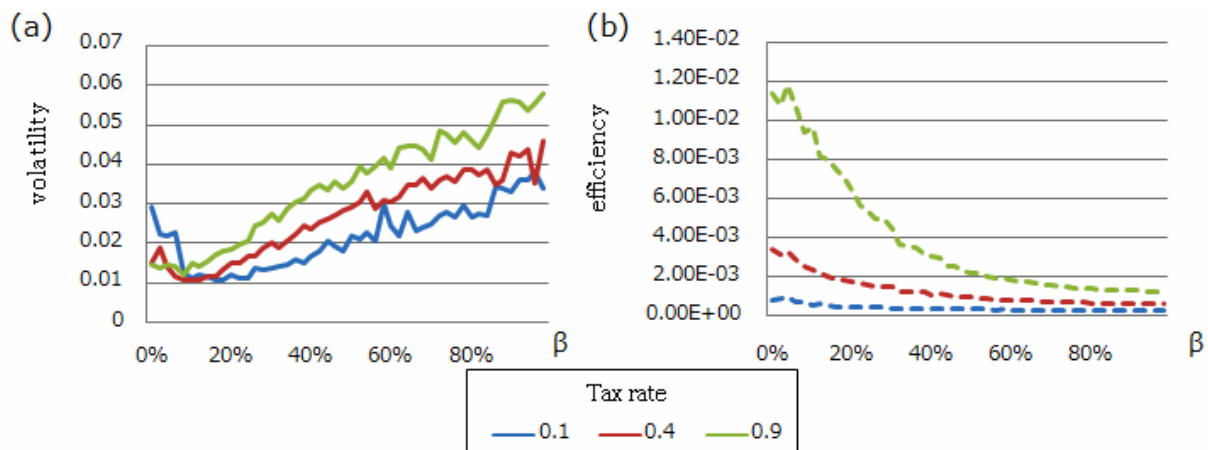 (a)
volatility
0.07
0.06
0.05
0.04
0.03
0.02
0.01
0
0% 20% 40% 60% 80% β
(b)
efficiency
1.40E-02
1.20E-02
1.00E-02
8.00E-03
6.00E-03
4.00E-03
2.00E-03
0.00E+00
0% 20% 40% 60% 80% β
Tax rate
0.1 0.4 0.9